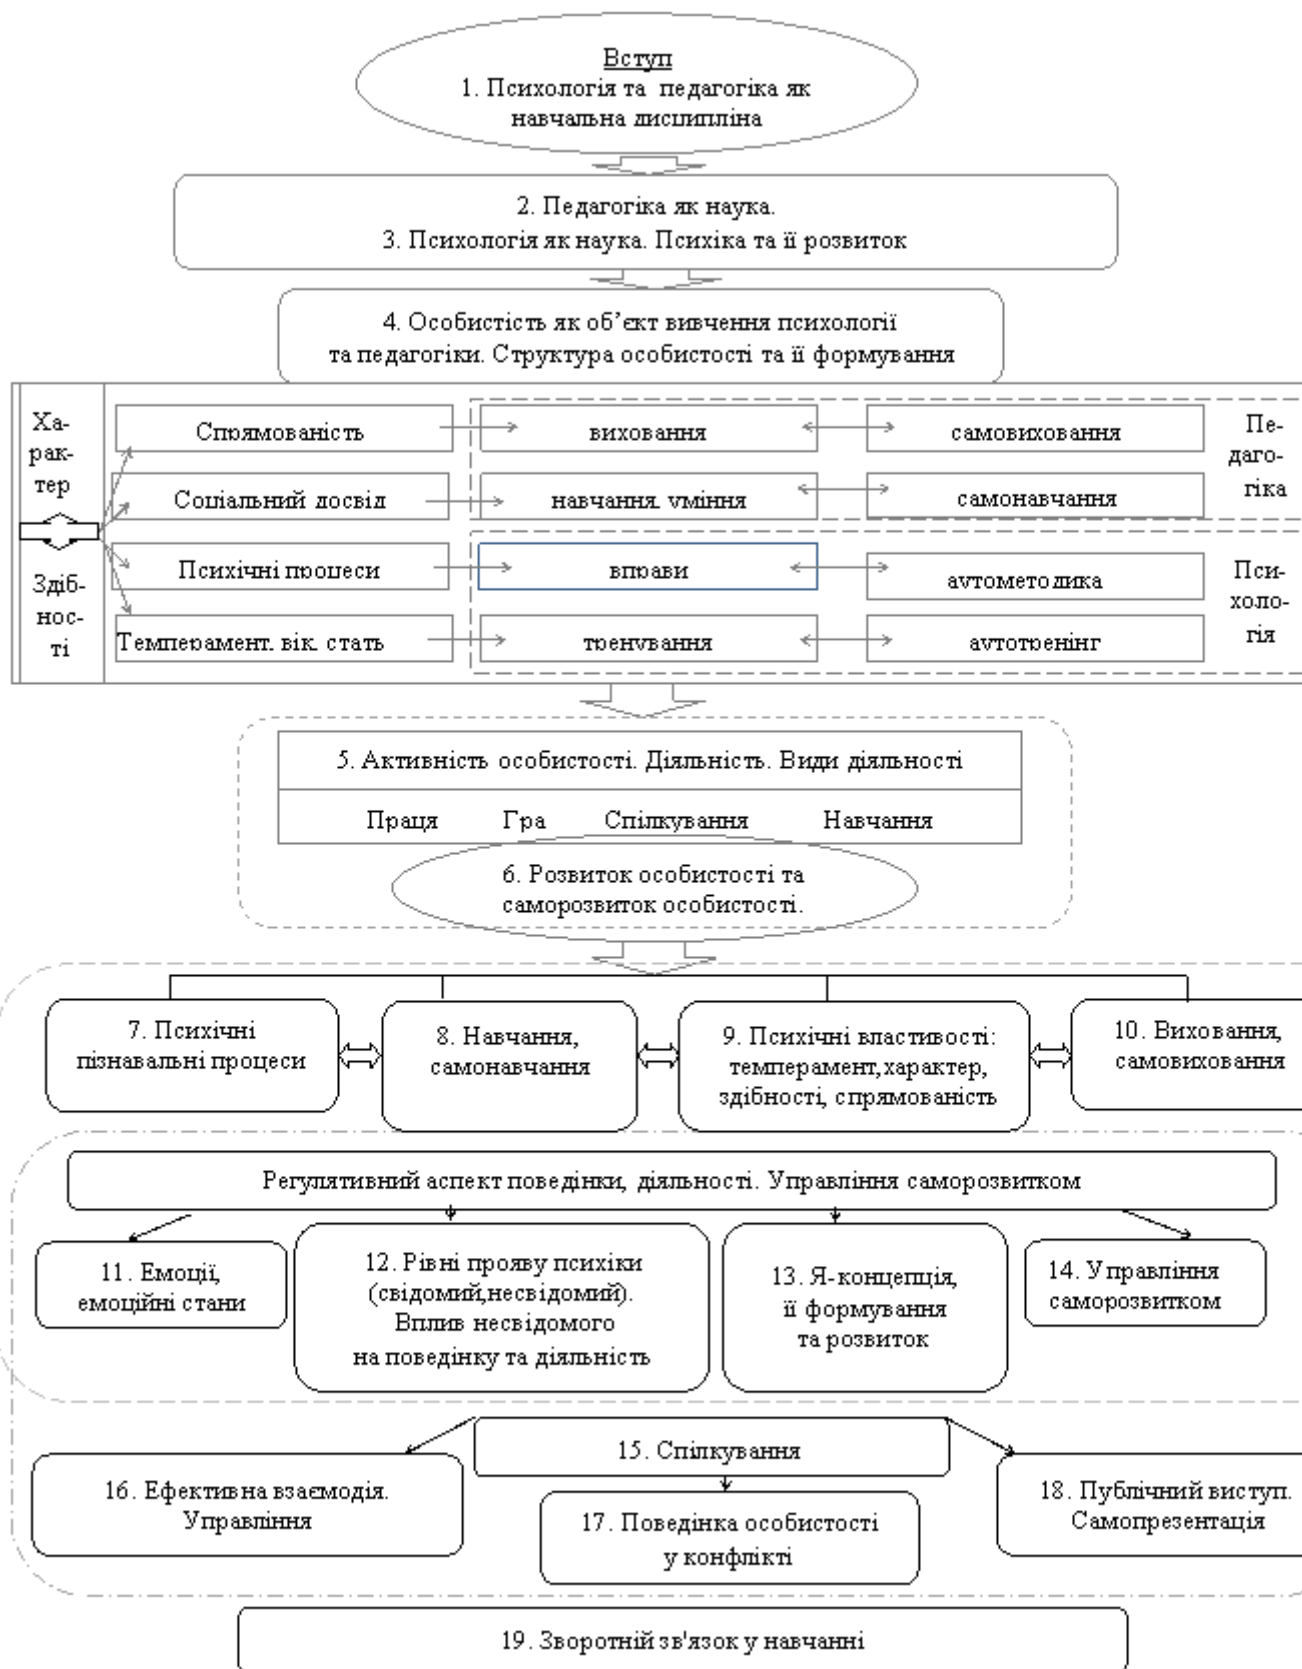 Вступ
1. Психологія та педагогіка як
навчальна дисципліна
2. Педагогіка як наука.
3. Психологія як наука. Психіка та її розвиток
4. Особистість як об’єкт вивчення психології
та педагогіки. Структура особистості та її формування
Ха-
рак-
тер
Здіб-
нос-
ті
Спрямованість
виховання
самовиховання
Соціальний досвід
навчання, уміння
самонавчання
Пе-
даго-
гіка
Психічні процеси
вправи
автометодика
Темперамент, вік, стать
тренування
автотренінг
Пси-
холо-
гія
5. Активність особистості. Діяльність. Види діяльності
Праця Гра Спілкування Навчання
6. Розвиток особистості та
саморозвиток особистості.
7. Психічні
пізнавальні процеси
8. Навчання,
самонавчання
9. Психічні властивості:
темперамент,характер,
здібності, спрямованість
10. Виховання,
самовиховання
Регулятивний аспект поведінки, діяльності. Управління саморозвитком
11. Емоції,
емоційні стани
12. Рівні прояву психіки
(свідомий,несвідомий).
Вплив несвідомого
на поведінку та діяльність
13. Я-концепція,
її формування
та розвиток
14. Управління
саморозвитком
15. Спілкування
16. Ефективна взаємодія.
Управління
17. Поведінка особистості
у конфлікті
18. Публічний виступ.
Самопрезентація
19. Зворотній зв'язок у навчанні